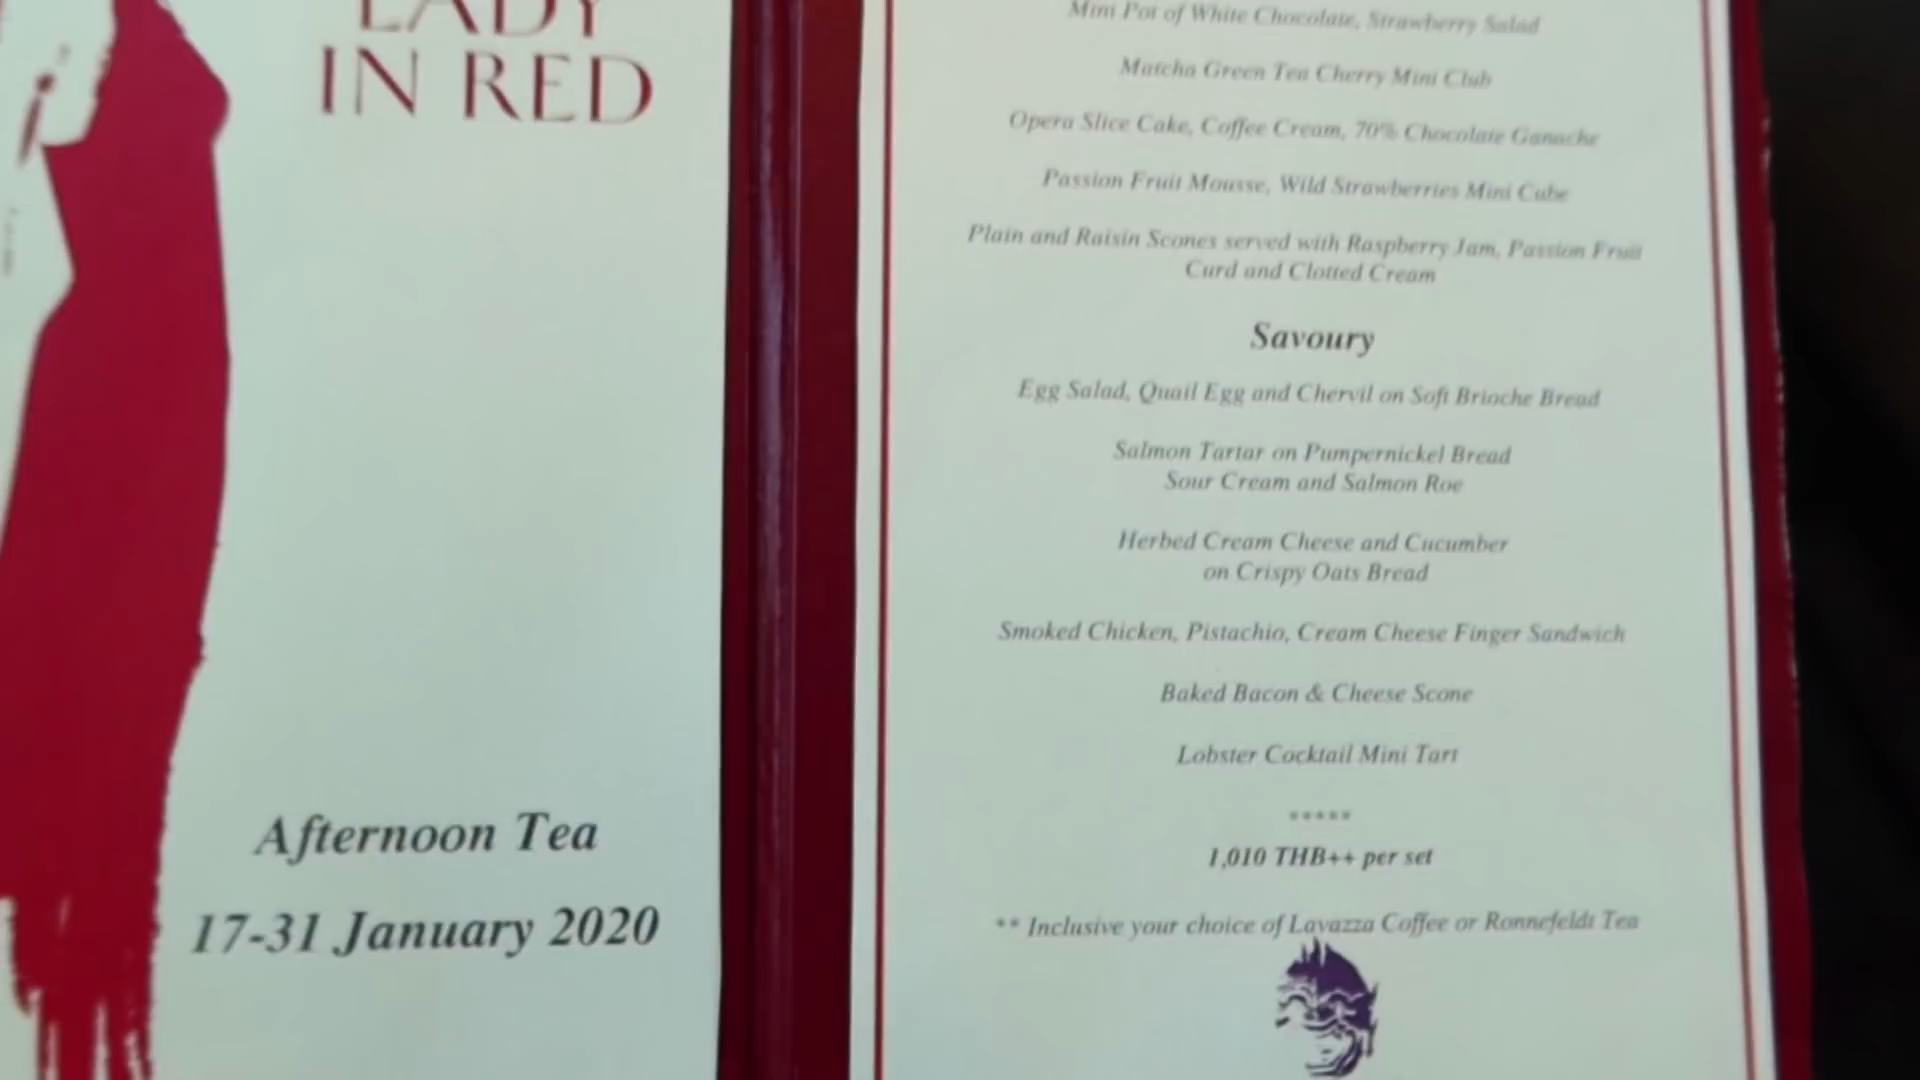 LADY
IN RED
Afternoon Tea
17-31 January 2020
Mini Pot of White Chocolate, Strawberry Salad
Matcha Green Tea Cherry Mini Club
Opera Slice Cake, Coffee Cream, 70% Chocolate Ganache
Passion Fruit Mousse, Wild Strawberries Mini Cube
Plain and Raisin Scones served with Raspberry Jam, Passion Fruit
Curd and Clotted Cream
Savoury
Egg Salad, Quail Egg and Chervil on Soft Brioche Bread
Salmon Tartar on Pumpernickel Bread
Sour Cream and Salmon Roe
Herbed Cream Cheese and Cucumber
on Crispy Oats Bread
Smoked Chicken, Pistachio, Cream Cheese Finger Sandwich
Baked Bacon & Cheese Scone
Lobster Cocktail Mini Tart
*****
1,010 THB++ per set
** Inclusive your choice of Lavazza Coffee or Ronnefeldt Tea